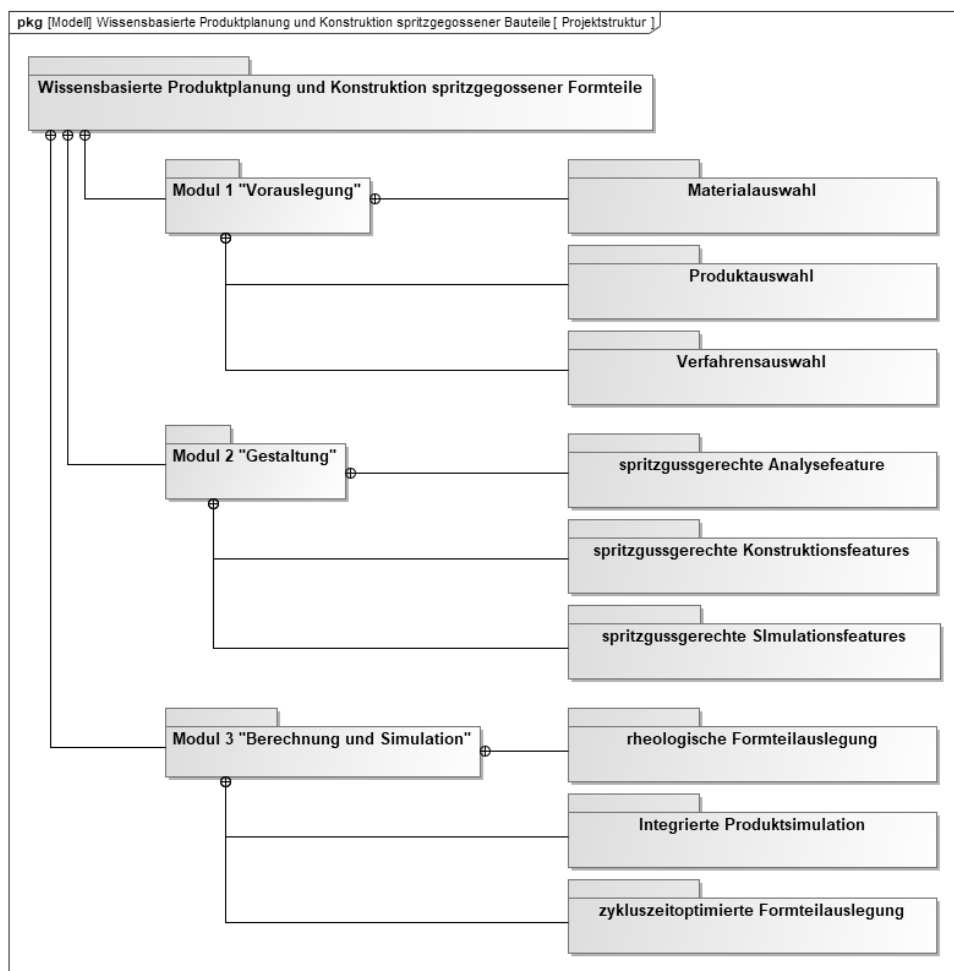 pkg [Modell] Wissensbasierte Produktplanung und Konstruktion spritzgegossener Bauteile [ Projektstruktur ]
Wissensbasierte Produktplanung und Konstruktion spritzgegossener Formteile
Modul 1 "Vorauslegung"
Materialauswahl
Produktauswahl
Verfahrensauswahl
Modul 2 "Gestaltung"
spritzgussgerechte Analysefeature
spritzgussgerechte Konstruktionsfeatures
spritzgussgerechte SImulationsfeatures
Modul 3 "Berechnung und Simulation"
rheologische Formteilauslegung
Integrierte Produktsimulation
zykluszeitoptimierte Formteilauslegung